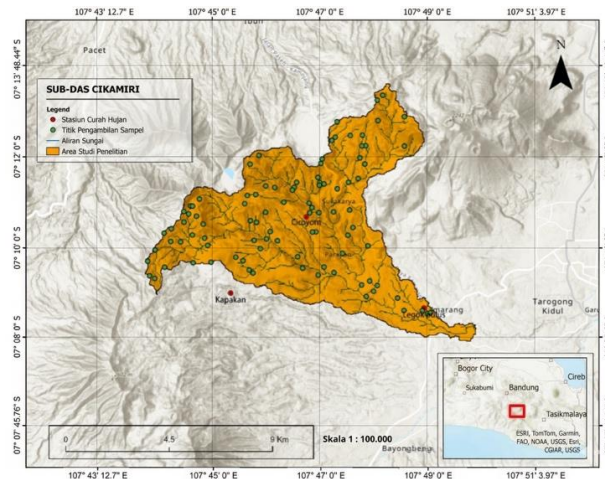 107° 43' 12.7" E
107° 45' 0' E
107° 47' 0' E
107° 49' 0' E
107° 51' 3.97" E
Pacet
N
SUB-DAS CIKAMIRI
Legend
Stasiun Curah Hujan
Titik Pengambilan Sampel
Aliran Sungai
Area Studi Penelitian
07° 13' 48.44" S
07° 12' 0" S
07° 10' 0" S
07° 08' 0" S
07° 07' 45.76" S
Sukakarya
Cisoyong
Kapakan
Samarang
Tarogong
Kidul
Bayongbong
0
4.5
9 Km
Skala 1 : 100.000
Bogor City
Cireb
Sukabumi
Bandung
Tasikmalaya
ESRI, TomTom, Garmin,
FAO, NOAA, USGS, Esri,
CGIAR, USGS
107° 43' 12.7" E
107° 45' 0' E
107° 47' 0' E
107° 49' 0' E
107° 51' 3.97" E